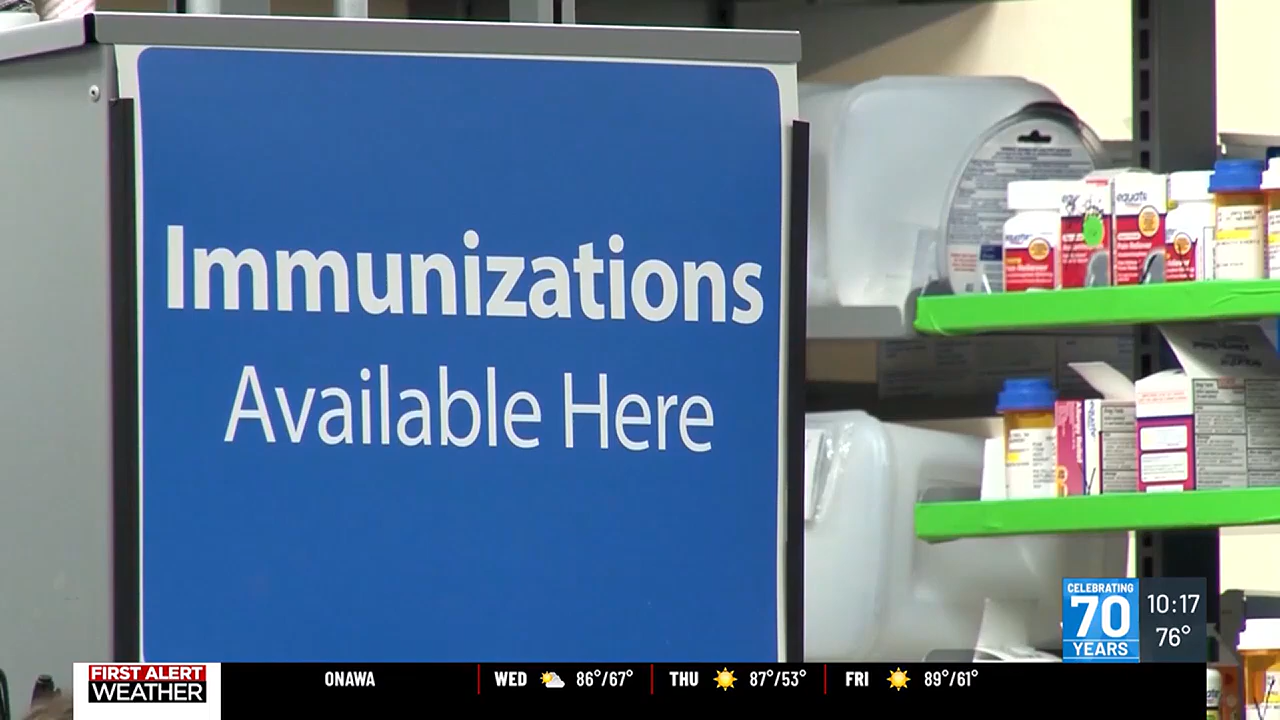 Immunizations
Available Here
equate
CELEBRATING
70
YEARS
10:17
76°
FIRST ALERT
WEATHER
ONAWA
WED 86°/67°
THU 87°/53°
FRI 89°/61°